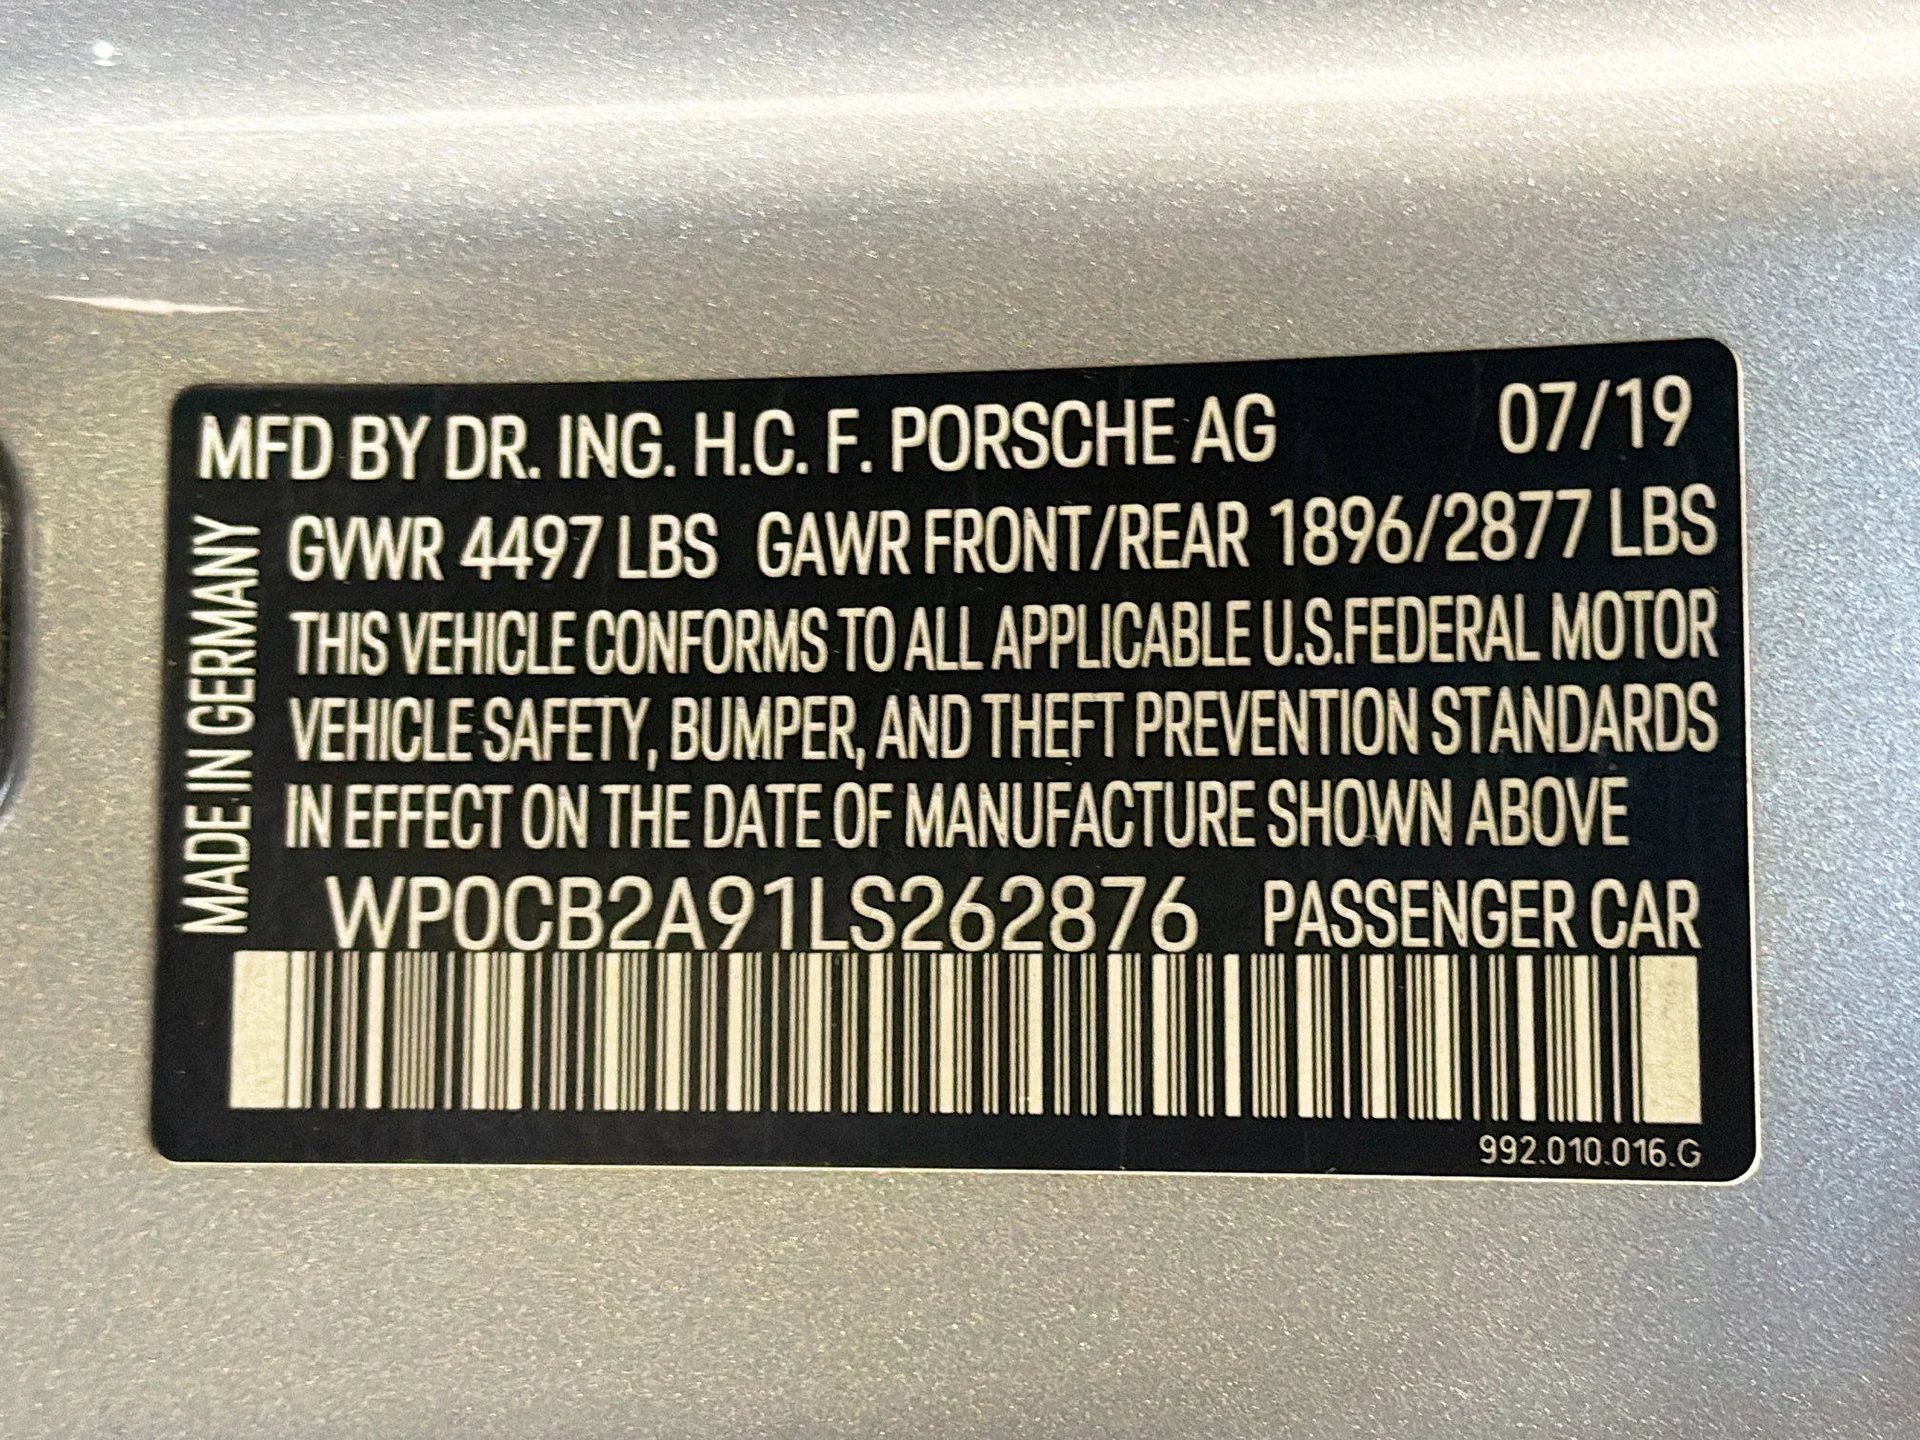 MFD BY DR. ING. H.C. F. PORSCHE AG 07/19
GVWR 4497 LBS GAWR FRONT/REAR 1896/2877 LBS
THIS VEHICLE CONFORMS TO ALL APPLICABLE U.S.FEDERAL MOTOR
VEHICLE SAFETY, BUMPER, AND THEFT PREVENTION STANDARDS
IN EFFECT ON THE DATE OF MANUFACTURE SHOWN ABOVE
WP0CB2A91LS262876 PASSENGER CAR
MADE IN GERMANY
992.010.016.G